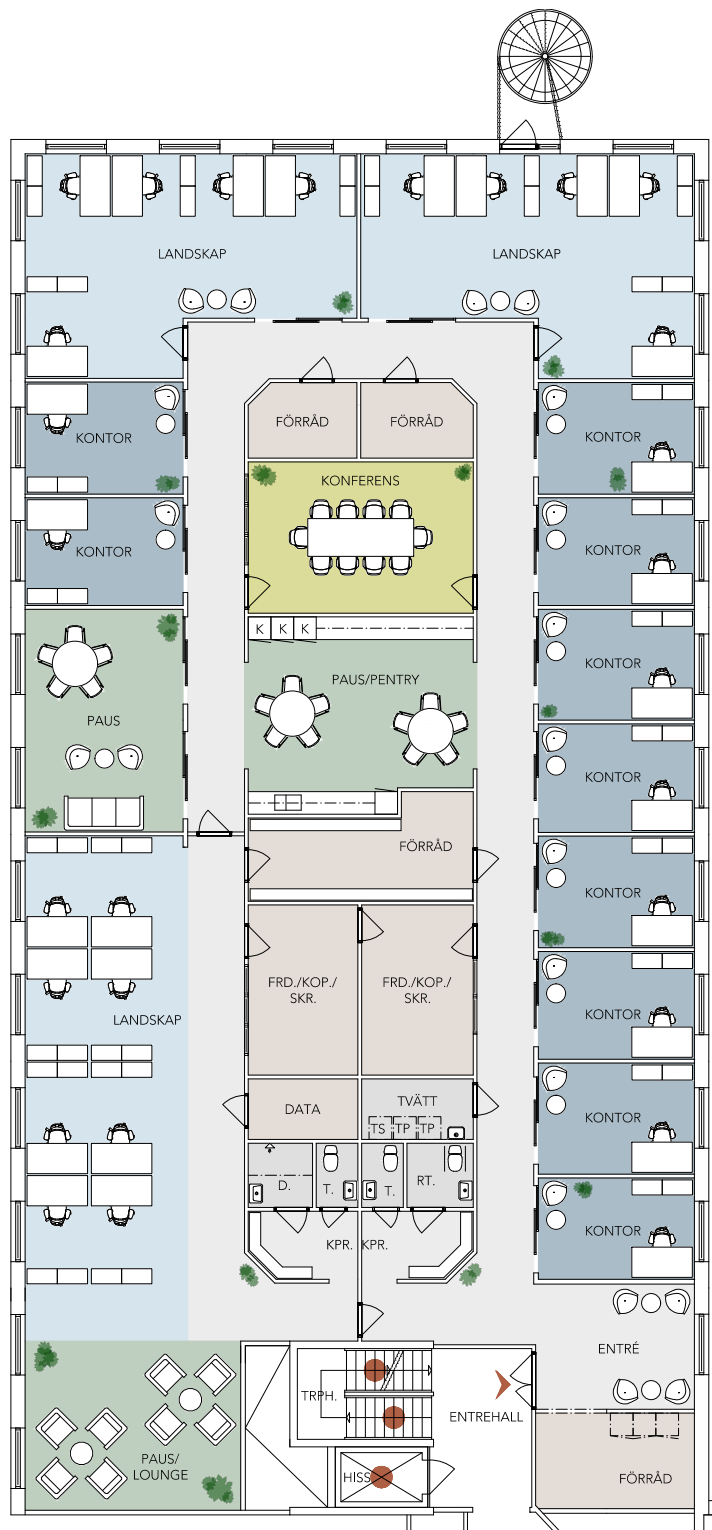 LANDSKAP
LANDSKAP
FÖRRÅD
FÖRRÅD
KONTOR
KONTOR
KONFERENS
KONTOR
KONTOR
K K K
KONTOR
PAUS/PENTRY
PAUS
KONTOR
FÖRRÅD
KONTOR
FRD./KOP./
SKR.
FRD./KOP./
SKR.
LANDSKAP
KONTOR
DATA
TVÄTT
TS TP TP
KONTOR
D.
T.
T.
RT.
KPR.
KPR.
KONTOR
ENTRÉ
TRPH.
ENTREHALL
PAUS/
LOUNGE
HISS
FÖRRÅD